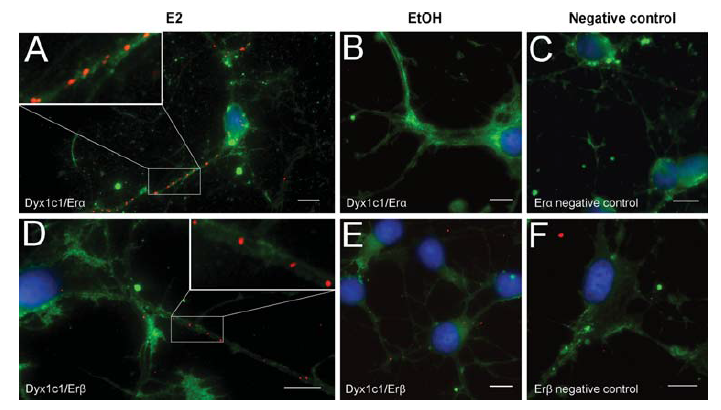 E2 EtOH Negative control
A B C
Dyx1c1/Erα Dyx1c1/Erα Erα negative control
D E F
Dyx1c1/Erβ Dyx1c1/Erβ Erβ negative control